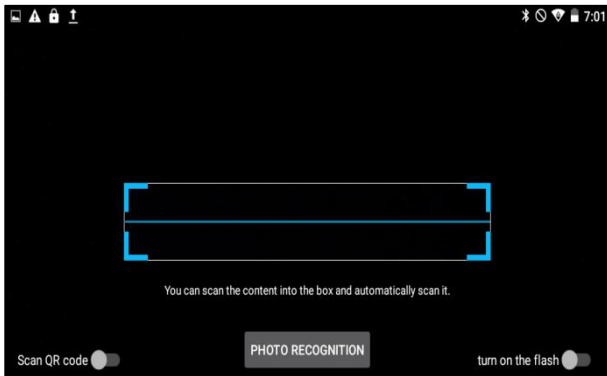 7:01
You can scan the content into the box and automatically scan it.
PHOTO RECOGNITION
Scan QR code
turn on the flash